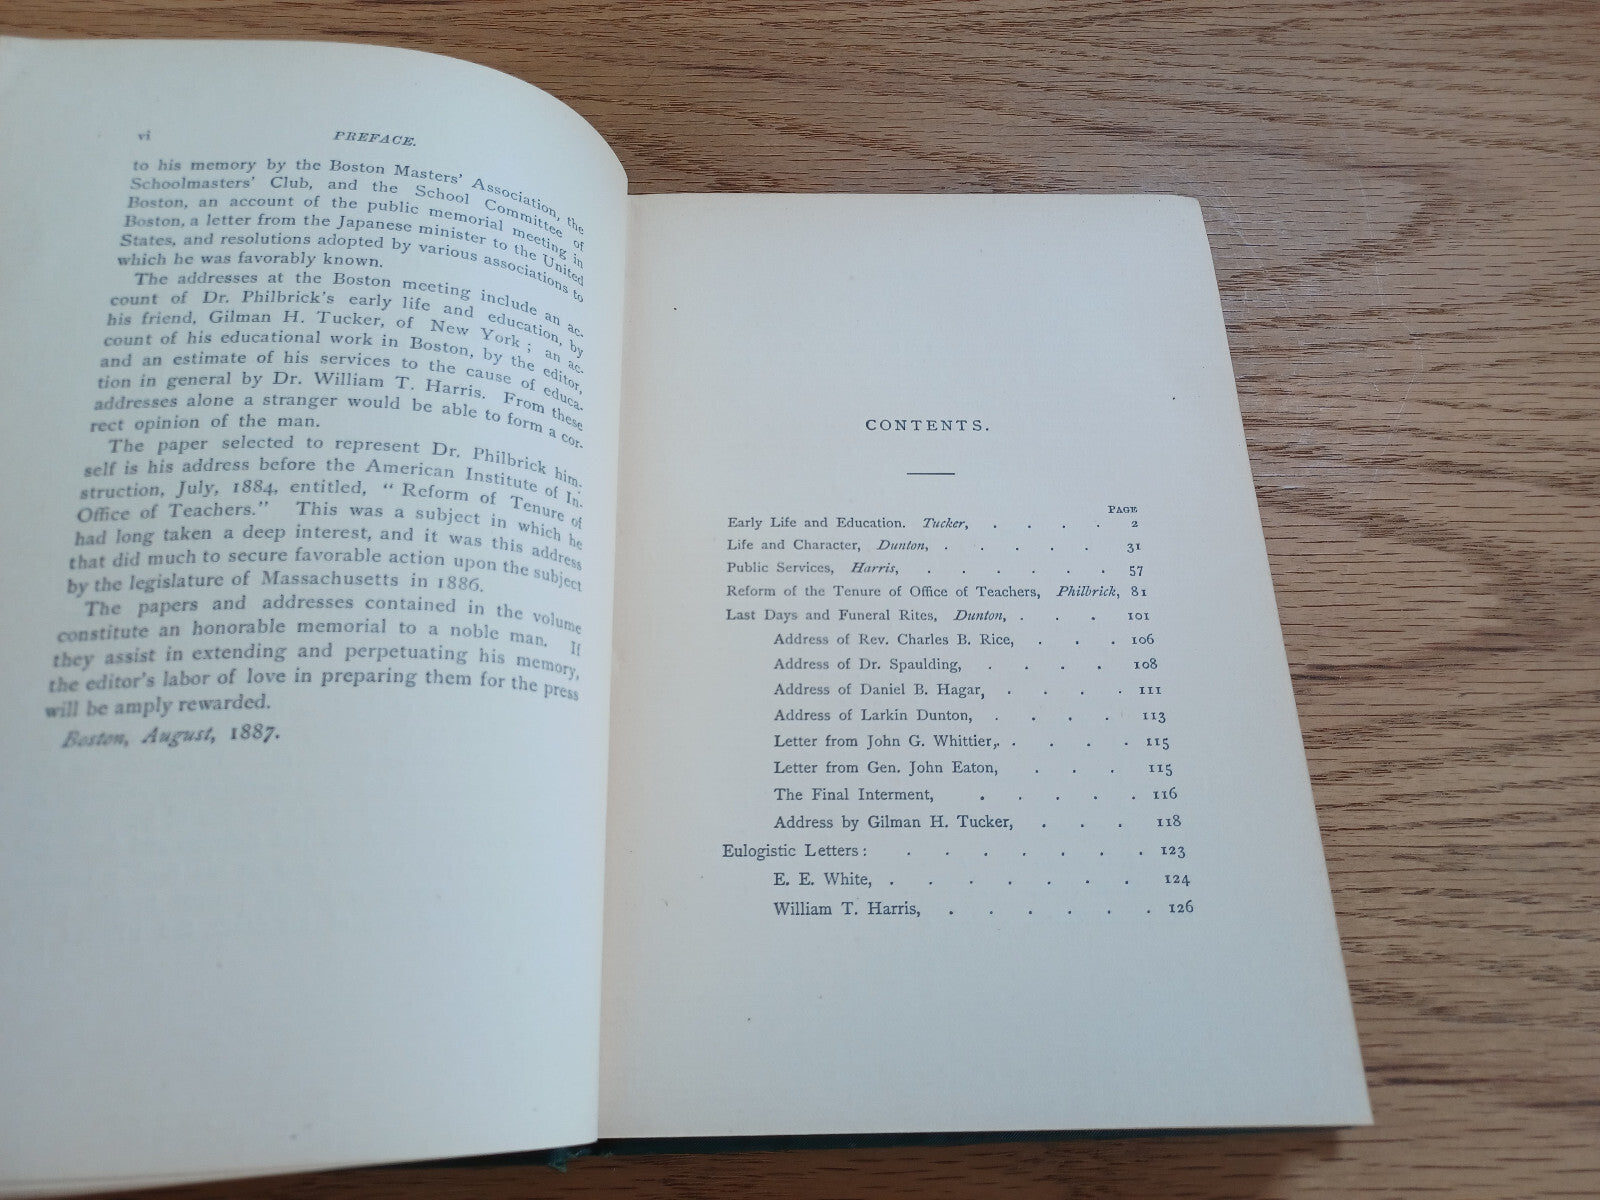 vi PREFACE.
to his memory by the Boston Masters' Association, the
Schoolmasters' Club, and the School Committee of
Boston, an account of the public memorial meeting in
Boston, a letter from the Japanese minister to the United
States, and resolutions adopted by various associations to
which he was favorably known.
The addresses at the Boston meeting include an ac-
count of Dr. Philbrick's early life and education, by
his friend, Gilman H. Tucker, of New York; an ac-
count of his educational work in Boston, by the editor,
and an estimate of his services to the cause of educa-
tion in general by Dr. William T. Harris. From these
addresses alone a stranger would be able to form a cor-
rect opinion of the man.
The paper selected to represent Dr. Philbrick him-
self is his address before the American Institute of In-
struction, July, 1884, entitled, "Reform of Tenure of
Office of Teachers." This was a subject in which he
had long taken a deep interest, and it was this address
that did much to secure favorable action upon the subject
by the legislature of Massachusetts in 1886.
The papers and addresses contained in the volume
constitute an honorable memorial to a noble man. If
they assist in extending and perpetuating his memory,
the editor's labor of love in preparing them for the press
will be amply rewarded.
Boston, August, 1887.
CONTENTS.
PAGE
Early Life and Education. Tucker, . . . . 2
Life and Character, Dunton, . . . . . 31
Public Services, Harris, . . . . . . 57
Reform of the Tenure of Office of Teachers, Philbrick, 81
Last Days and Funeral Rites, Dunton, . . . 101
Address of Rev. Charles B. Rice, . . . 106
Address of Dr. Spaulding, . . . . 108
Address of Daniel B. Hagar, . . . . 111
Address of Larkin Dunton, . . . . 113
Letter from John G. Whittier, . . . . 115
Letter from Gen. John Eaton, . . . 115
The Final Interment, . . . . . 116
Address by Gilman H. Tucker, . . . 118
Eulogistic Letters: . . . . . . . 123
E. E. White, . . . . . . . 124
William T. Harris, . . . . . . 126